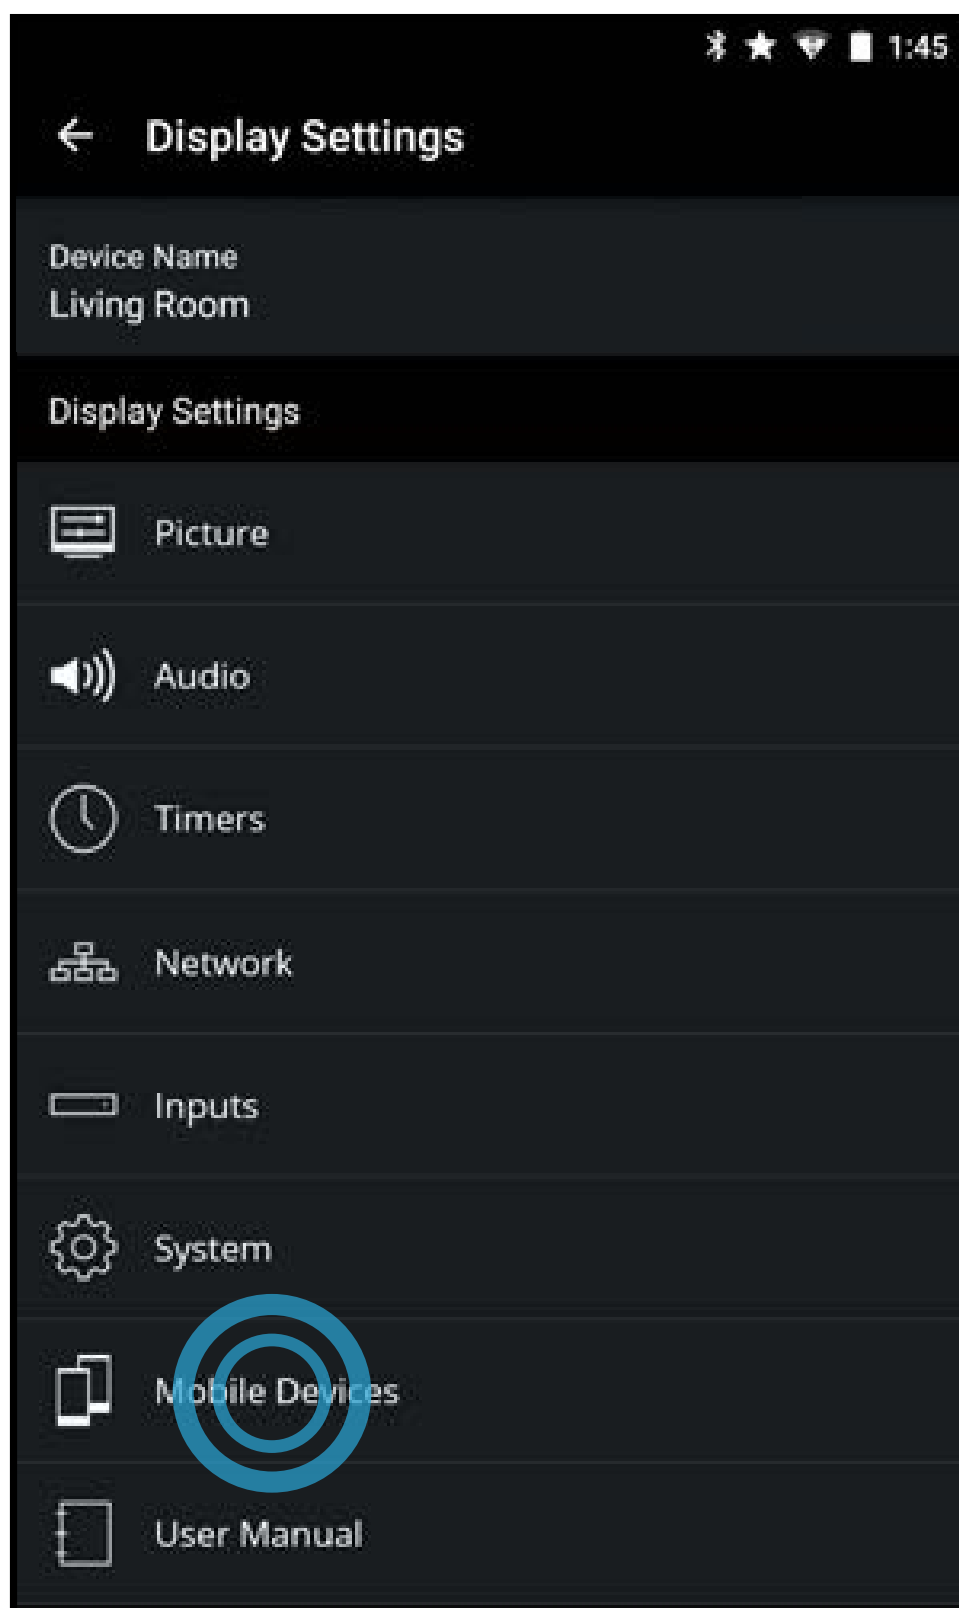 1:45
Display Settings
Device Name
Living Room
Display Settings
Picture
Audio
Timers
Network
Inputs
System
Mobile Devices
User Manual